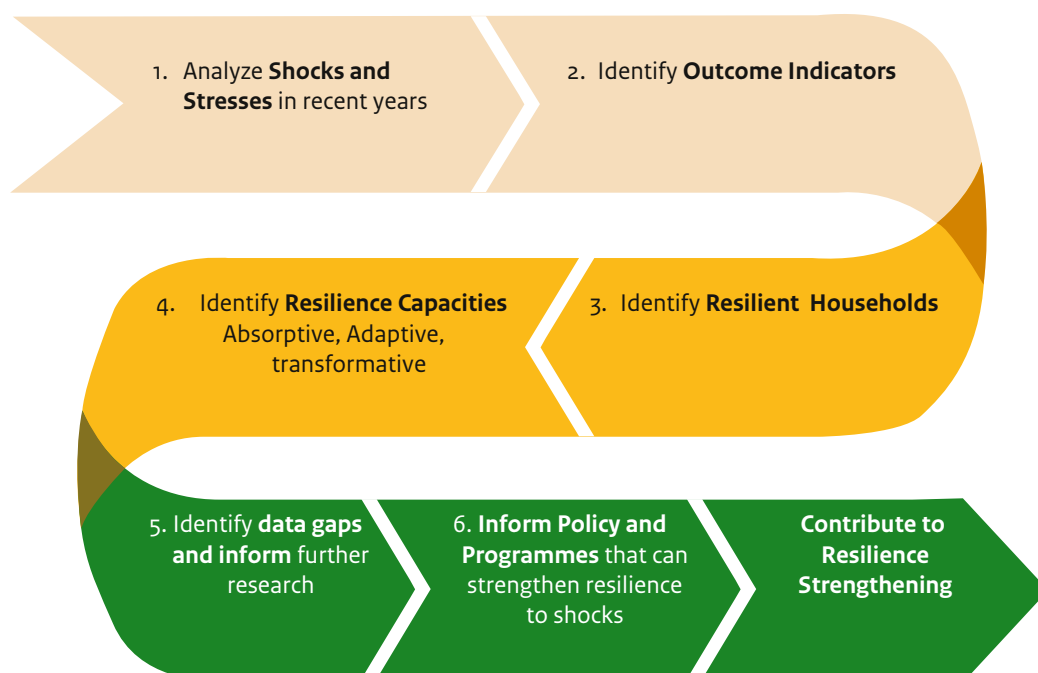 1. Analyze Shocks and
Stresses in recent years
2. Identify Outcome Indicators
3. Identify Resilient Households
4. Identify Resilience Capacities
Absorptive, Adaptive,
transformative
5. Identify data gaps
and inform further
research
6. Inform Policy and
Programmes that can
strengthen resilience
to shocks
Contribute to
Resilience
Strengthening